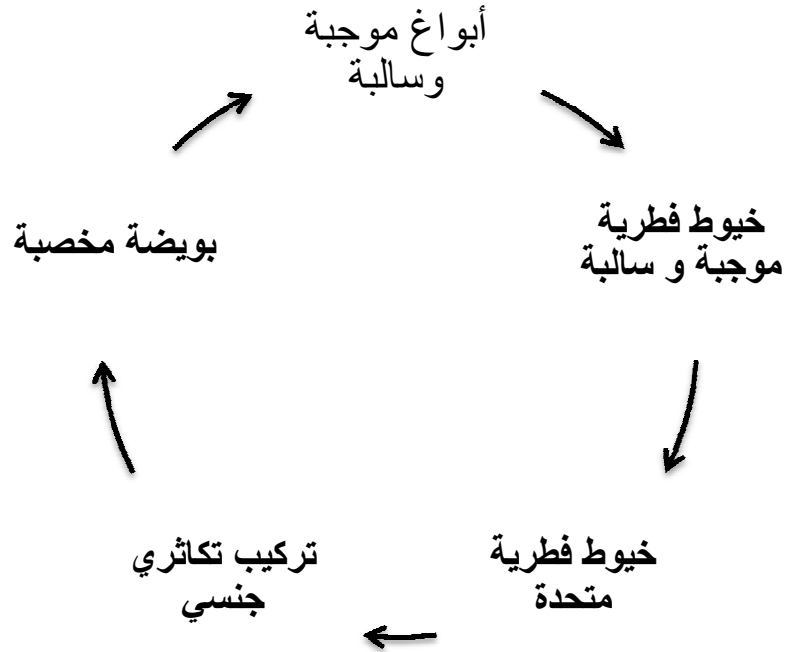 أبواغ موجبة
وسالبة
خيوط فطرية
موجبة و سالبة
خيوط فطرية
متحدة
تركيب تكاثري
جنسي
بويضة مخصبة